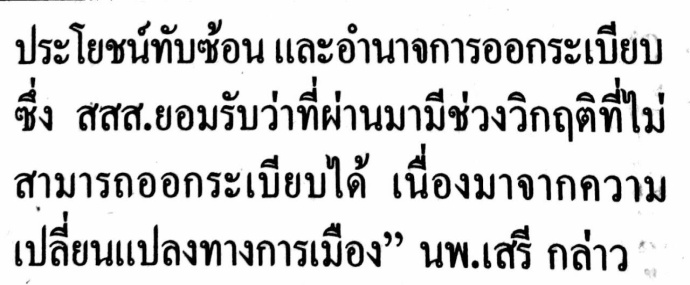 ประโยชน์ทับซ้อน และอำนาจการออกระเบียบ
ซึ่ง สสส.ยอมรับว่าที่ผ่านมามีช่วงวิกฤติที่ไม่
สามารถออกระเบียบได้ เนื่องมาจากความ
เปลี่ยนแปลงทางการเมือง” นพ.เสรี กล่าว